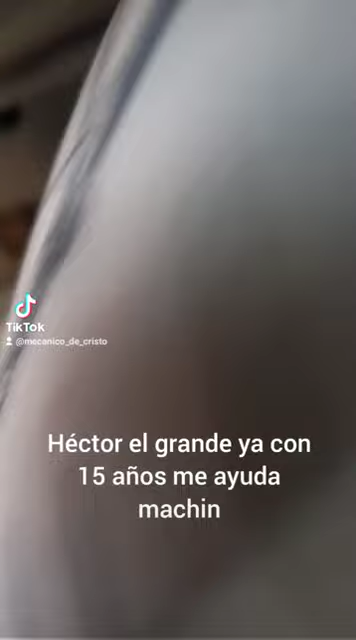 TikTok
@mecanico_de_cristo
Héctor el grande ya con
15 años me ayuda
machin